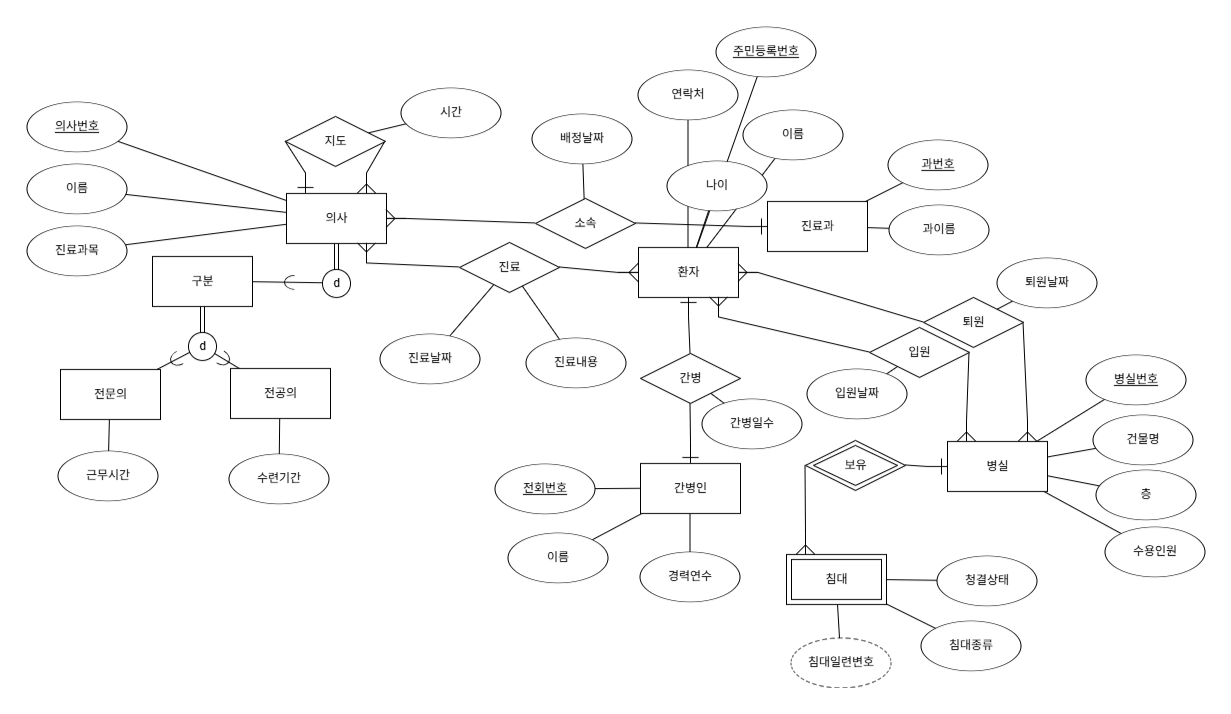 주민등록번호
연락처
시간
의사번호
이름
배정날짜
지도
과번호
이름
나이
의사
소속
진료과
과이름
진료과목
진료
환자
구분
d
퇴원날짜
퇴원
d
입원
진료날짜
진료내용
간병
입원날짜
병실번호
전문의
전공의
간병일수
건물명
보유
병실
근무시간
수련기간
전회번호
간병인
층
이름
경력연수
수용인원
침대
청결상태
침대종류
침대일련번호
이름